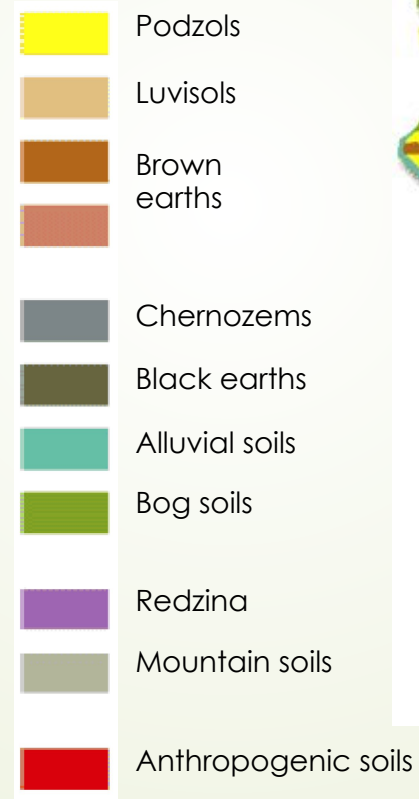 Podzols
Luvisols
Brown
earths
Chernozems
Black earths
Alluvial soils
Bog soils
Redzina
Mountain soils
Anthropogenic soils